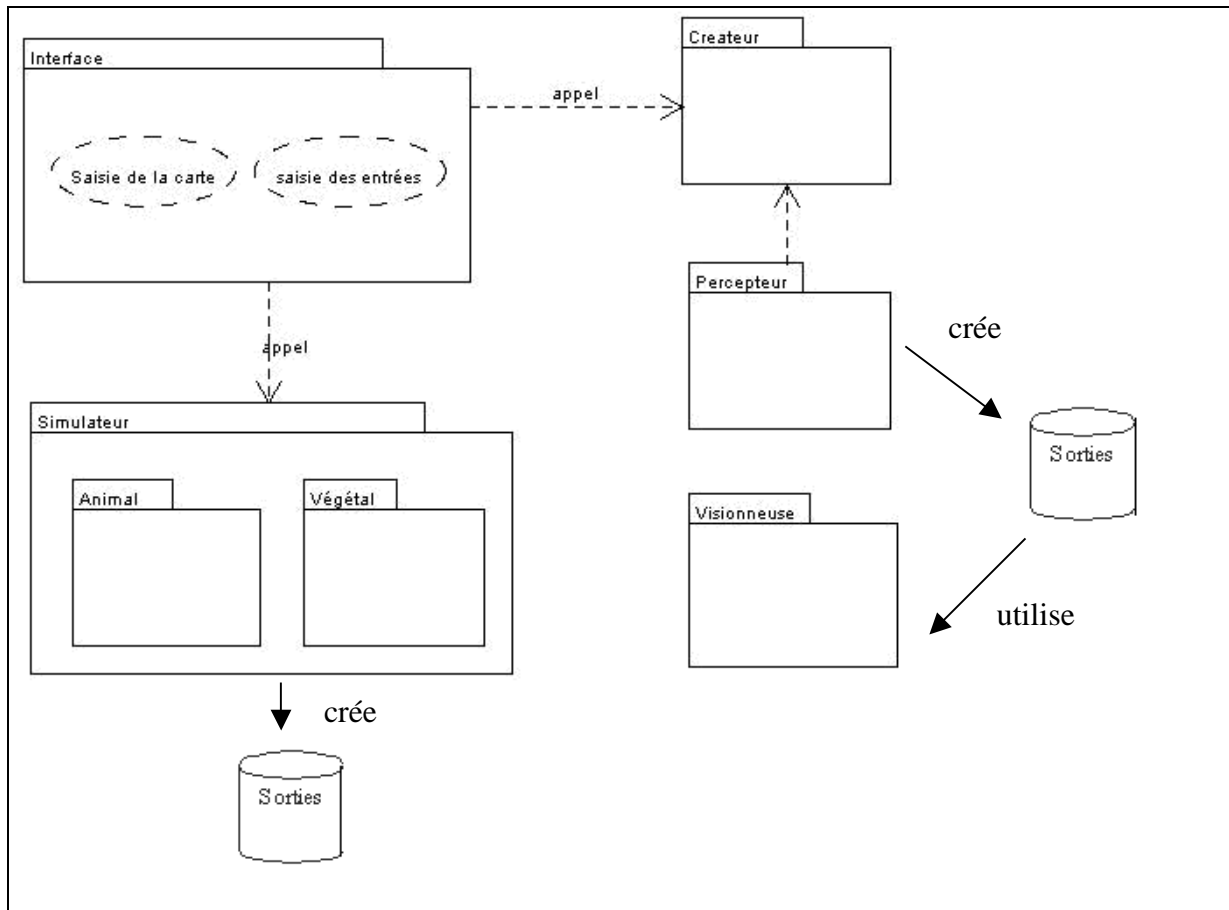 Interface
Createur
appel
Saisie de la carte
saisie des entrées
Percepteur
crée
appel
Simulateur
Sorties
Animal
Végétal
Visionneuse
utilise
crée
Sorties